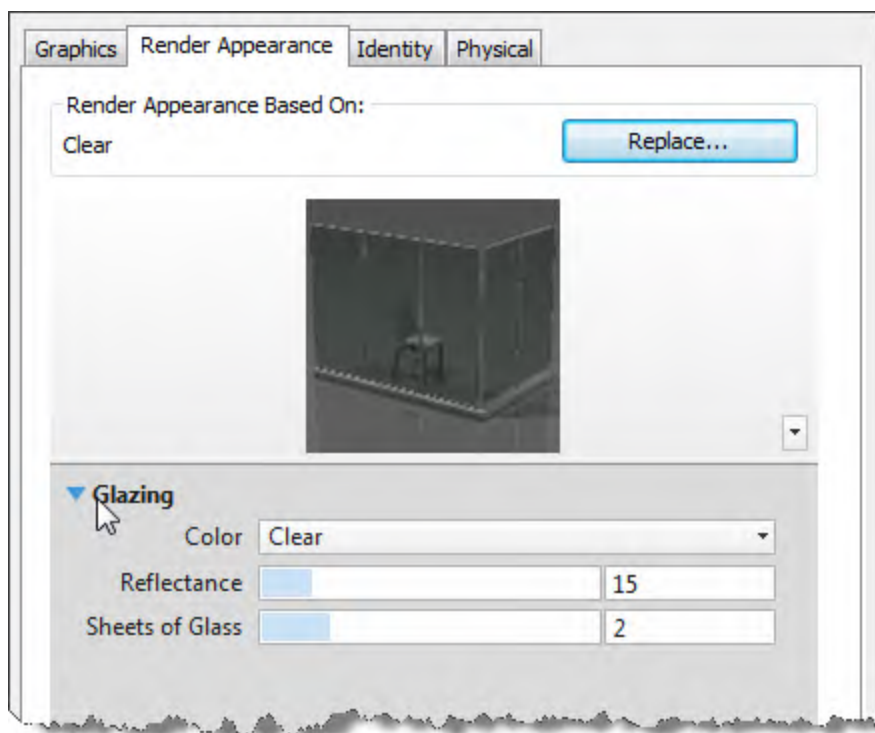 Graphics Render Appearance Identity Physical
Render Appearance Based On:
Clear Replace...
Glazing
Color Clear
Reflectance 15
Sheets of Glass 2